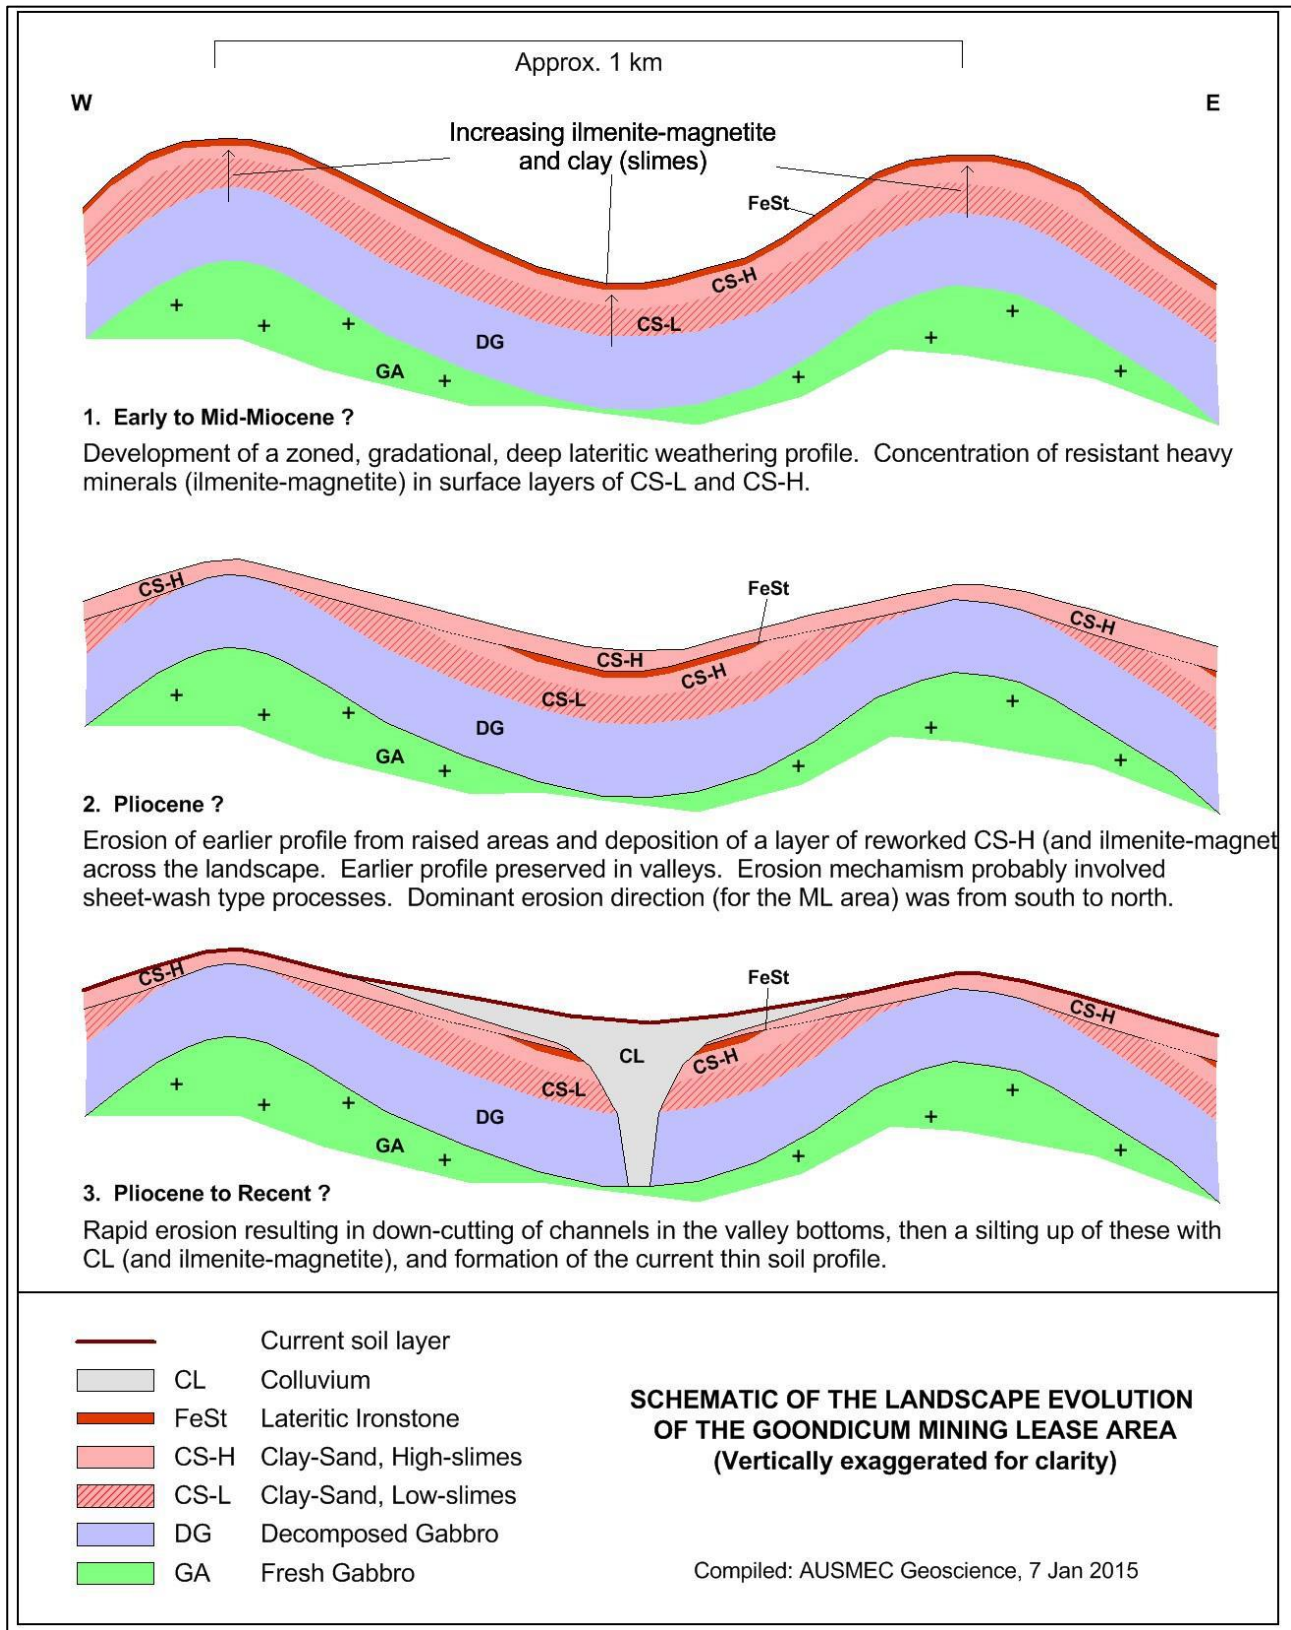 Approx. 1 km
W
E
Increasing ilmenite-magnetite
and clay (slimes)
FeSt
CS-H
CS-L
DG
GA
1. Early to Mid-Miocene ?
Development of a zoned, gradational, deep lateritic weathering profile. Concentration of resistant heavy
minerals (ilmenite-magnetite) in surface layers of CS-L and CS-H.
CS-H
FeSt
CS-H
CS-H
CS-H
CS-L
DG
GA
2. Pliocene ?
Erosion of earlier profile from raised areas and deposition of a layer of reworked CS-H (and ilmenite-magnet
across the landscape. Earlier profile preserved in valleys. Erosion mechamism probably involved
sheet-wash type processes. Dominant erosion direction (for the ML area) was from south to north.
CS-H
FeSt
CS-H
CL
CS-H
CS-L
DG
GA
3. Pliocene to Recent ?
Rapid erosion resulting in down-cutting of channels in the valley bottoms, then a silting up of these with
CL (and ilmenite-magnetite), and formation of the current thin soil profile.
Current soil layer
CL Colluvium
FeSt Lateritic Ironstone
CS-H Clay-Sand, High-slimes
CS-L Clay-Sand, Low-slimes
DG Decomposed Gabbro
GA Fresh Gabbro
SCHEMATIC OF THE LANDSCAPE EVOLUTION
OF THE GOONDICUM MINING LEASE AREA
(Vertically exaggerated for clarity)
Compiled: AUSMEC Geoscience, 7 Jan 2015